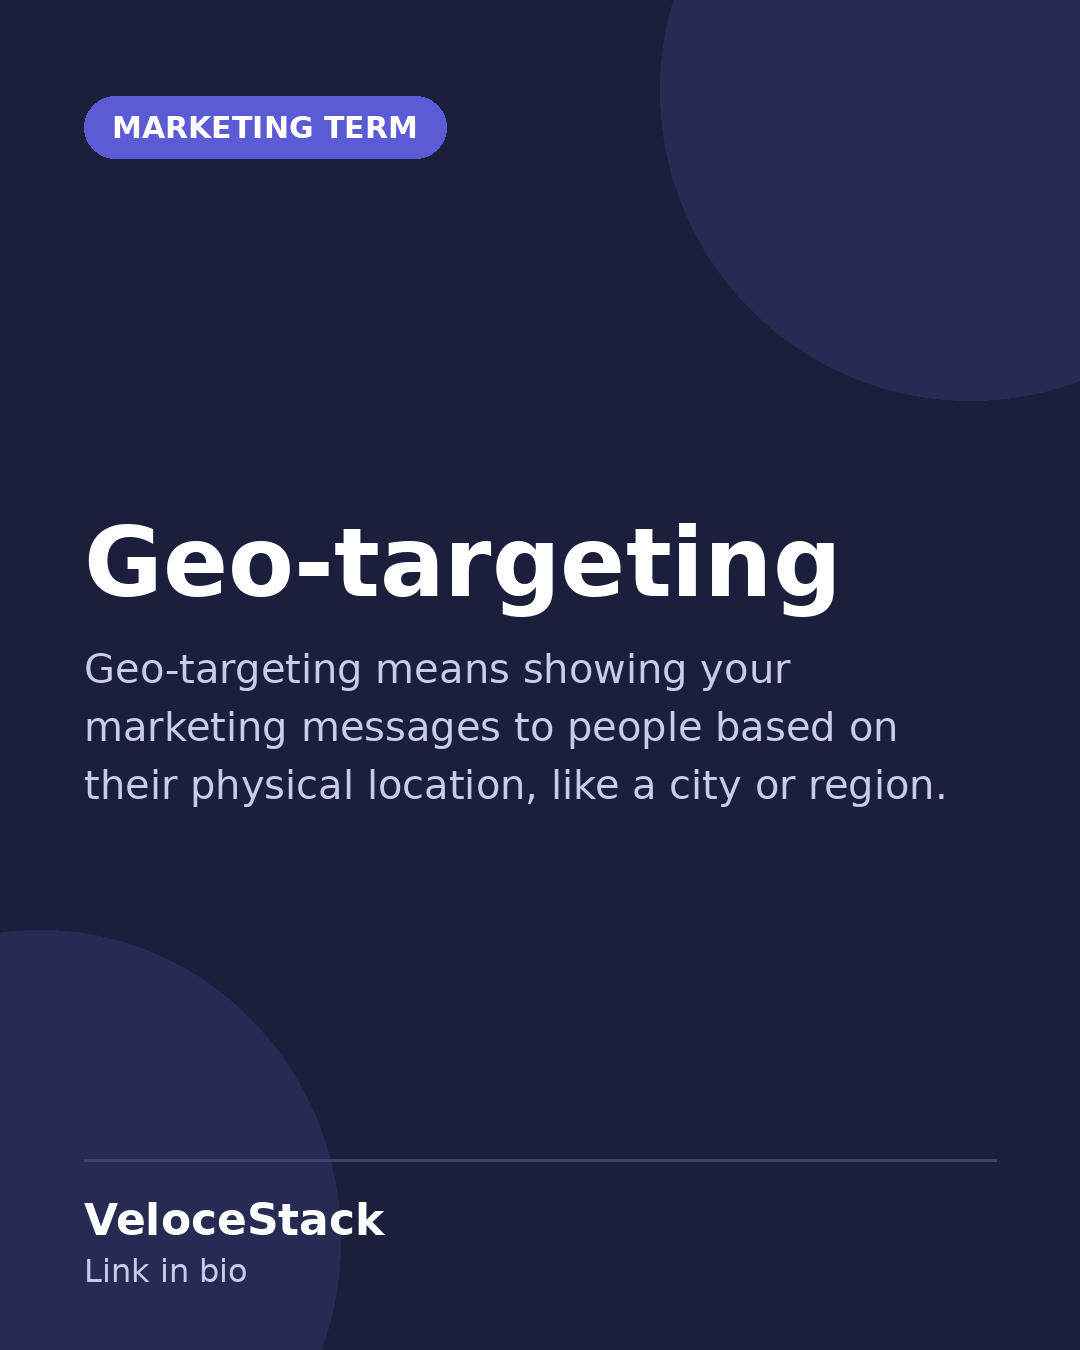 MARKETING TERM
Geo-targeting
Geo-targeting means showing your
marketing messages to people based on
their physical location, like a city or region.
VeloceStack
Link in bio